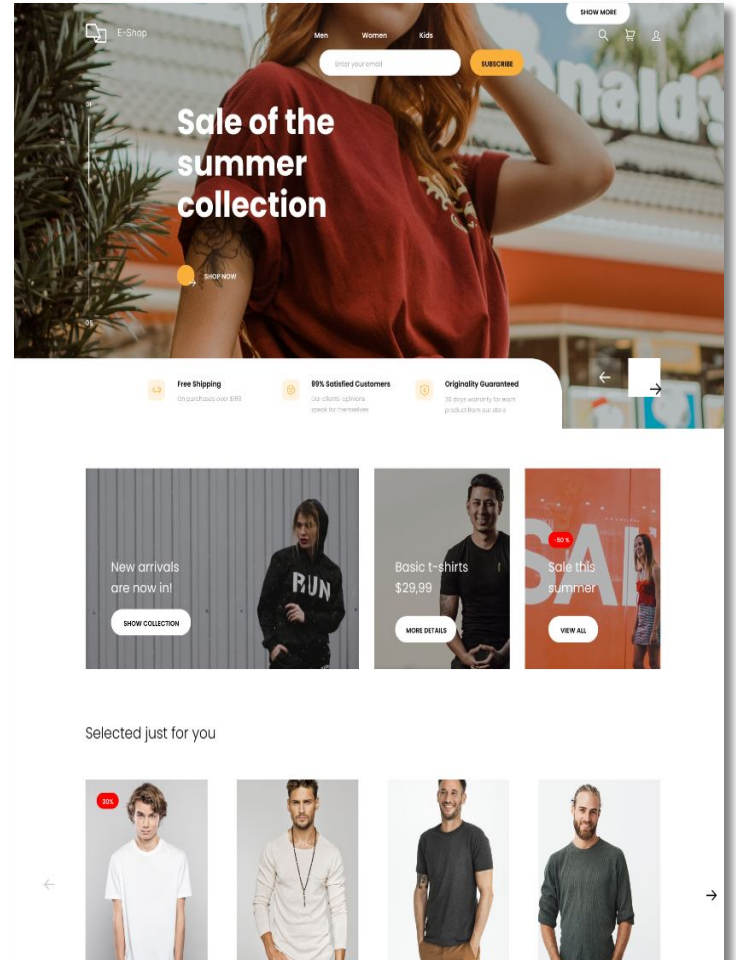 SHOW MORE
E-Shop
Men Women Kids
Enter your email
SUBSCRIBE
onald's
01
Sale of the
summer
collection
SHOP NOW
05
Free Shipping
On purchases over $199
99% Satisfied Customers
Our clients' opinions
speak for themselves
Originality Guaranteed
30 days warranty for each
product from our store
New arrivals
are now in!
SHOW COLLECTION
RUN
Basic t-shirts
$29,99
MORE DETAILS
-50%
SA
Sale this
summer
VIEW ALL
Selected just for you
30%